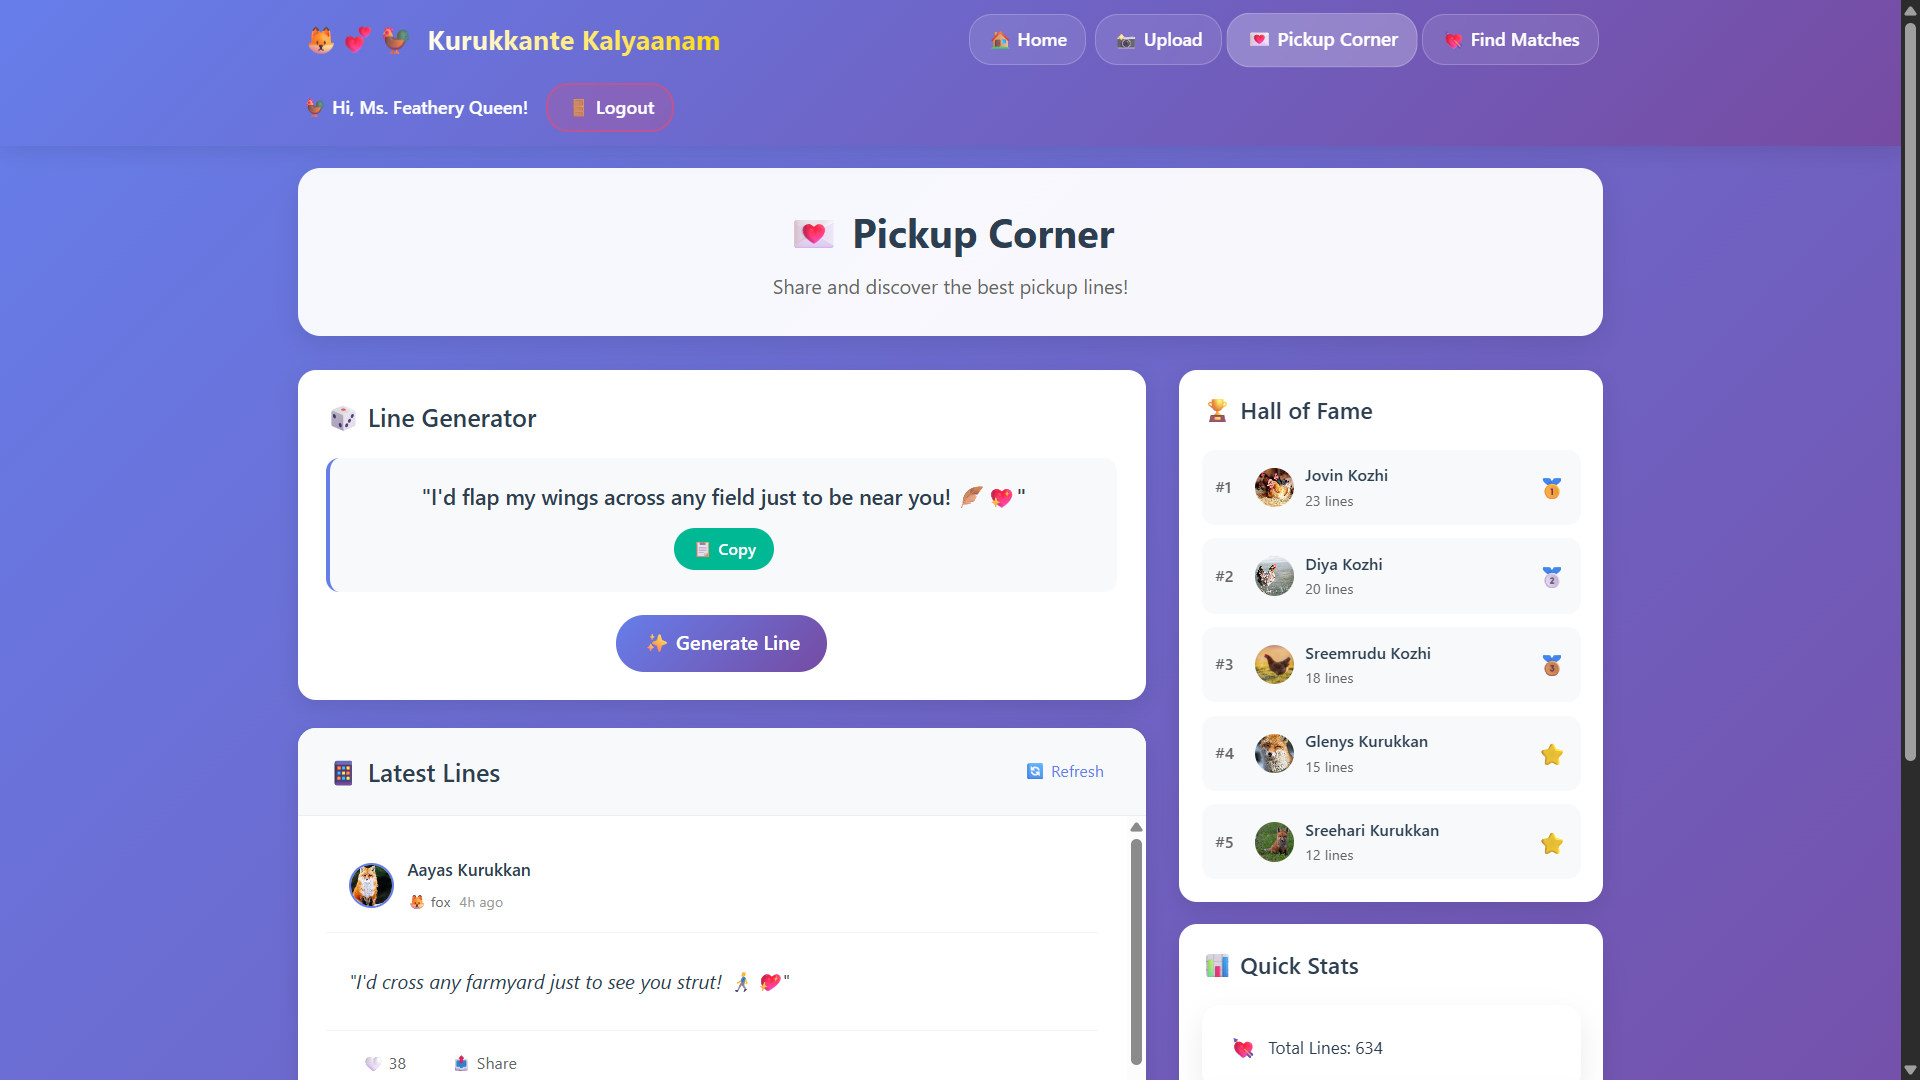 Kurukkante Kalyaanam
Home
Upload
Pickup Corner
Find Matches
Hi, Ms. Feathery Queen!
Logout
Pickup Corner
Share and discover the best pickup lines!
Line Generator
"I'd flap my wings across any field just to be near you! 🪶 💖"
Copy
Generate Line
Latest Lines
Refresh
Aayas Kurukkan
fox 4h ago
"I'd cross any farmyard just to see you strut! 🚶 💖"
38
Share
Hall of Fame
#1
Jovin Kozhi
23 lines
#2
Diya Kozhi
20 lines
#3
Sreemrudu Kozhi
18 lines
#4
Glenys Kurukkan
15 lines
#5
Sreehari Kurukkan
12 lines
Quick Stats
Total Lines: 634